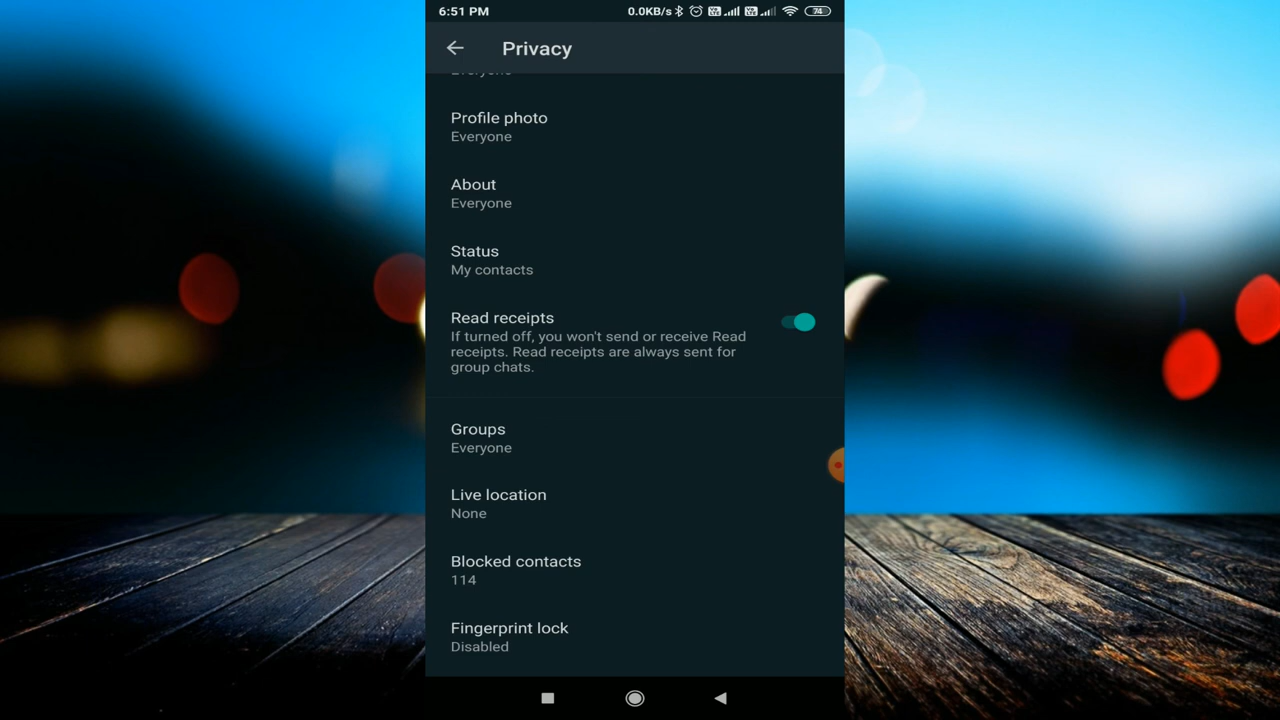 6:51 PM
0.0KB/s
74
Privacy
Everyone
Profile photo
Everyone
About
Everyone
Status
My contacts
Read receipts
If turned off, you won't send or receive Read
receipts. Read receipts are always sent for
group chats.
Groups
Everyone
Live location
None
Blocked contacts
114
Fingerprint lock
Disabled